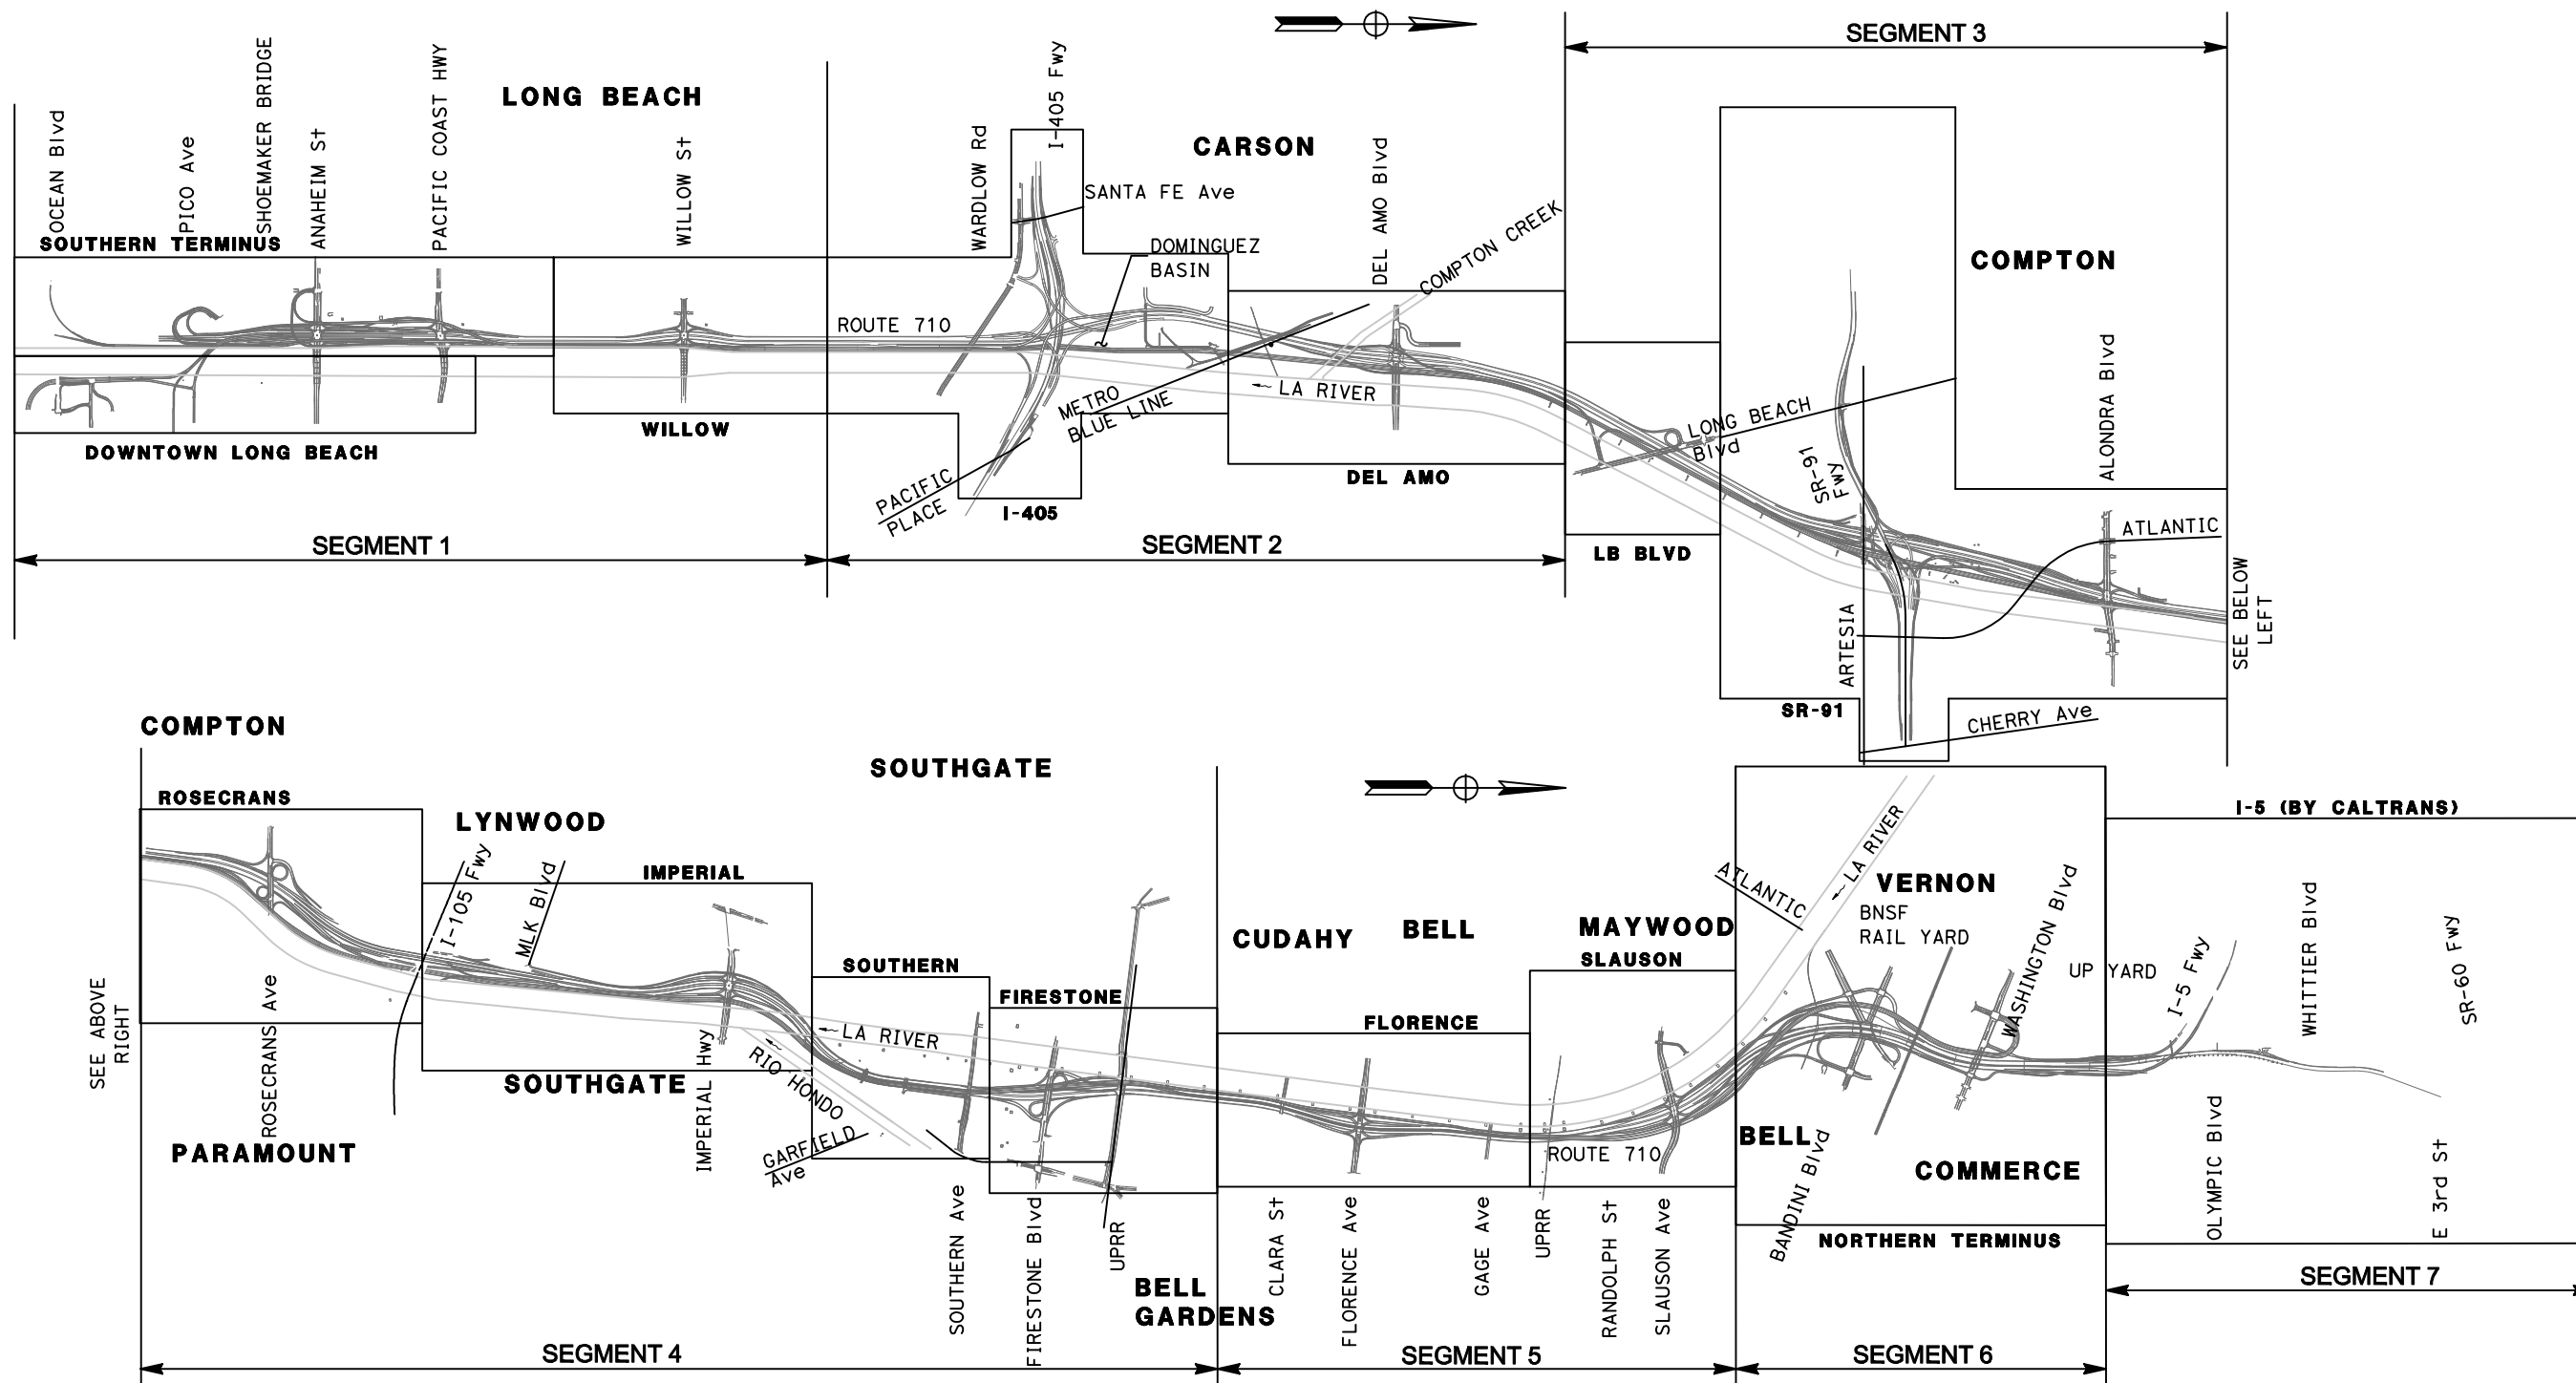 SEGMENT 3
OCEAN Blvd
PICO Ave
SHOEMAKER BRIDGE
ANAHEIM St
PACIFIC COAST HWY
LONG BEACH
WILLOW St
WARDLOW Rd
I-405 Fwy
CARSON
SANTA FE Ave
DEL AMO Blvd
COMPTON CREEK
DOMINGUEZ
BASIN
SOUTHERN TERMINUS
COMPTON
ROUTE 710
LA RIVER
METRO
BLUE LINE
LONG BEACH
Blvd
SR-91
Fwy
ALONDRA Blvd
DOWNTOWN LONG BEACH
WILLOW
DEL AMO
PACIFIC
PLACE
I-405
ATLANTIC
LB BLVD
SEGMENT 1
SEGMENT 2
ARTESIA
SEE BELOW
LEFT
SR-91
CHERRY Ave
COMPTON
SOUTHGATE
ROSECRANS
LYNWOOD
I-105 Fwy
MLK Blvd
IMPERIAL
I-5 (BY CALTRANS)
LA RIVER
ATLANTIC
VERNON
BNSF
RAIL YARD
WASHINGTON Blvd
UP YARD
I-5 Fwy
WHITTIER Blvd
SR-60 Fwy
CUDAHY
BELL
MAYWOOD
SLAUSON
SOUTHERN
FIRESTONE
FLORENCE
SEE ABOVE
RIGHT
ROSECRANS Ave
SOUTHGATE
IMPERIAL Hwy
LA RIVER
RIO HONDO
GARFIELD
Ave
PARAMOUNT
ROUTE 710
BELL
BANDINI Blvd
COMMERCE
OLYMPIC Blvd
E 3rd St
NORTHERN TERMINUS
SOUTHERN Ave
FIRESTONE Blvd
UPRR
BELL
GARDENS
CLARA St
FLORENCE Ave
GAGE Ave
UPRR
RANDOLPH St
SLAUSON Ave
SEGMENT 7
SEGMENT 4
SEGMENT 5
SEGMENT 6